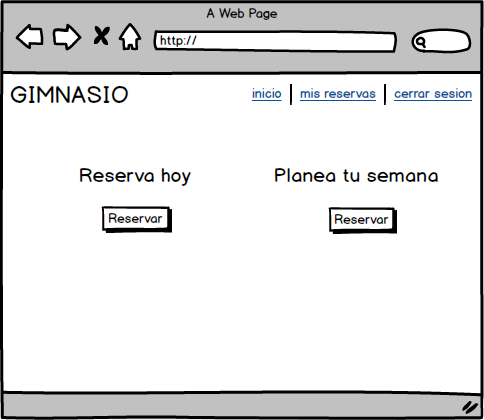 A Web Page
http://
GIMNASIO
inicio | mis reservas | cerrar sesion
Reserva hoy
Planea tu semana
Reservar
Reservar